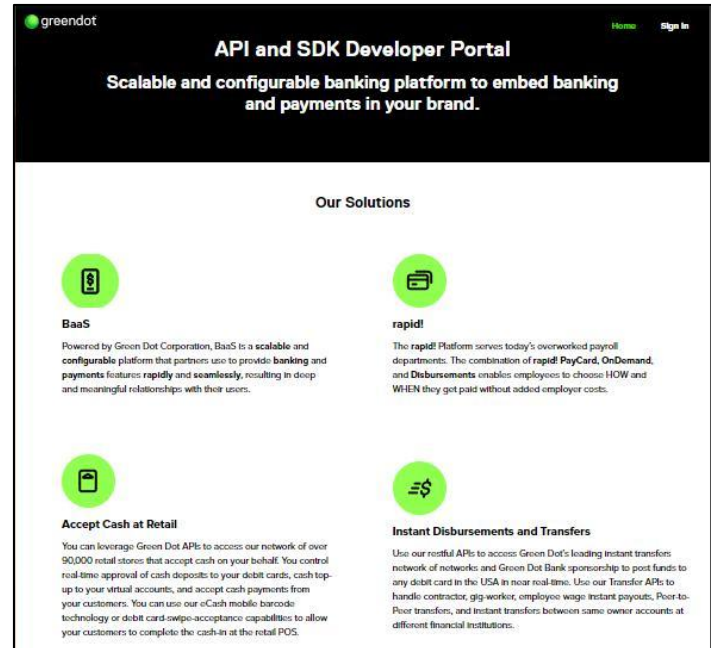 greendot
Home Sign In
API and SDK Developer Portal
Scalable and configurable banking platform to embed banking
and payments in your brand.
Our Solutions
BaaS
Powered by Green Dot Corporation, BaaS is a scalable and
configurable platform that partners use to provide banking and
payments features rapidly and seamlessly, resulting in deep
and meaningful relationships with their users.
rapid!
The rapid! Platform serves today's overworked payroll
departments. The combination of rapid! PayCard, OnDemand,
and Disbursements enables employees to choose HOW and
WHEN they get paid without added employer costs.
Accept Cash at Retail
You can leverage Green Dot APIs to access our network of over
90,000 retail stores that accept cash on your behalf. You control
real-time approval of cash deposits to your debit cards, cash top-
up to your virtual accounts, and accept cash payments from
your customers. You can use our eCash mobile barcode
technology or debit card-swipe-acceptance capabilities to allow
your customers to complete the cash-in at the retail POS.
Instant Disbursements and Transfers
Use our restful APIs to access Green Dot's leading instant transfers
network of networks and Green Dot Bank sponsorship to post funds to
any debit card in the USA in near real-time. Use our Transfer APIs to
handle contractor, gig-worker, employee wage instant payouts, Peer-to-
Peer transfers, and instant transfers between same owner accounts at
different financial institutions.